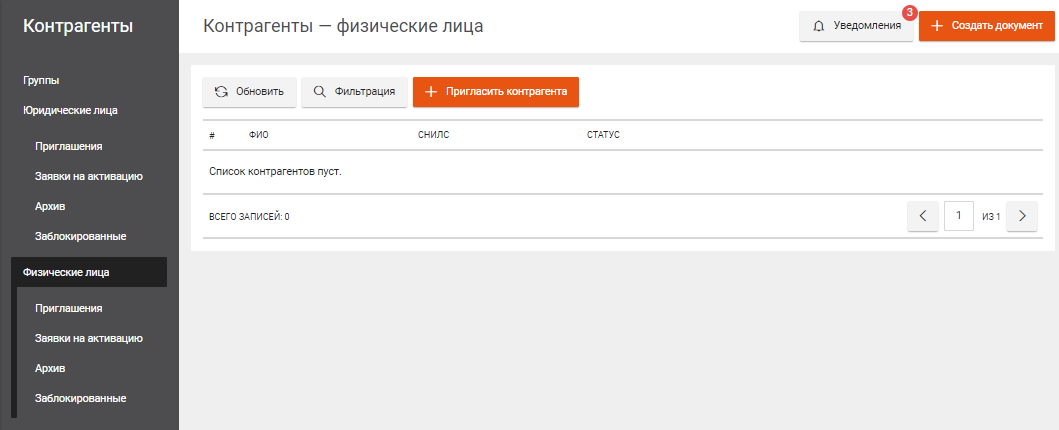 Контрагенты
Группы
Юридические лица
Приглашения
Заявки на активацию
Архив
Заблокированные
Физические лица
Приглашения
Заявки на активацию
Архив
Заблокированные
Контрагенты — физические лица
Уведомления 3
Создать документ
Обновить
Фильтрация
Пригласить контрагента
# ФИО СНИЛС СТАТУС
Список контрагентов пуст.
ВСЕГО ЗАПИСЕЙ: 0
1 ИЗ 1